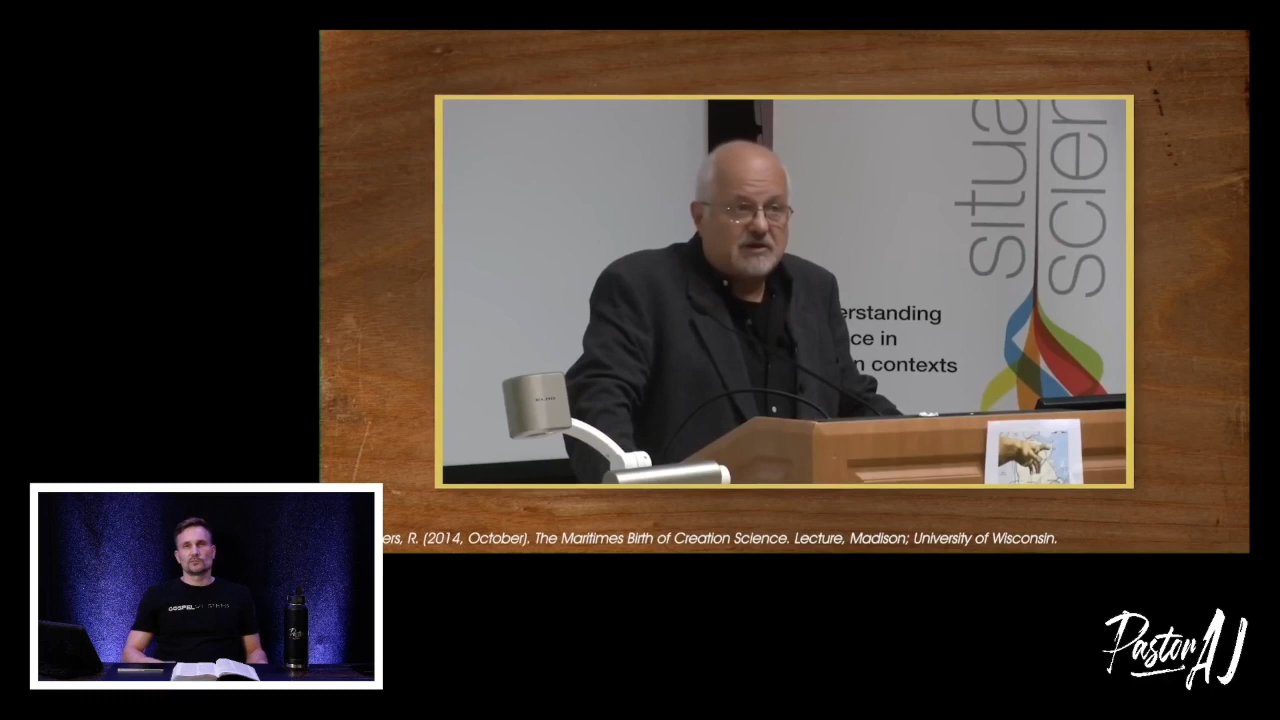 situa
scien
erstanding
ce in
n contexts
ers, R. (2014, October). The Maritimes Birth of Creation Science. Lecture, Madison; University of Wisconsin.
GOSPEL
Pastor AJ